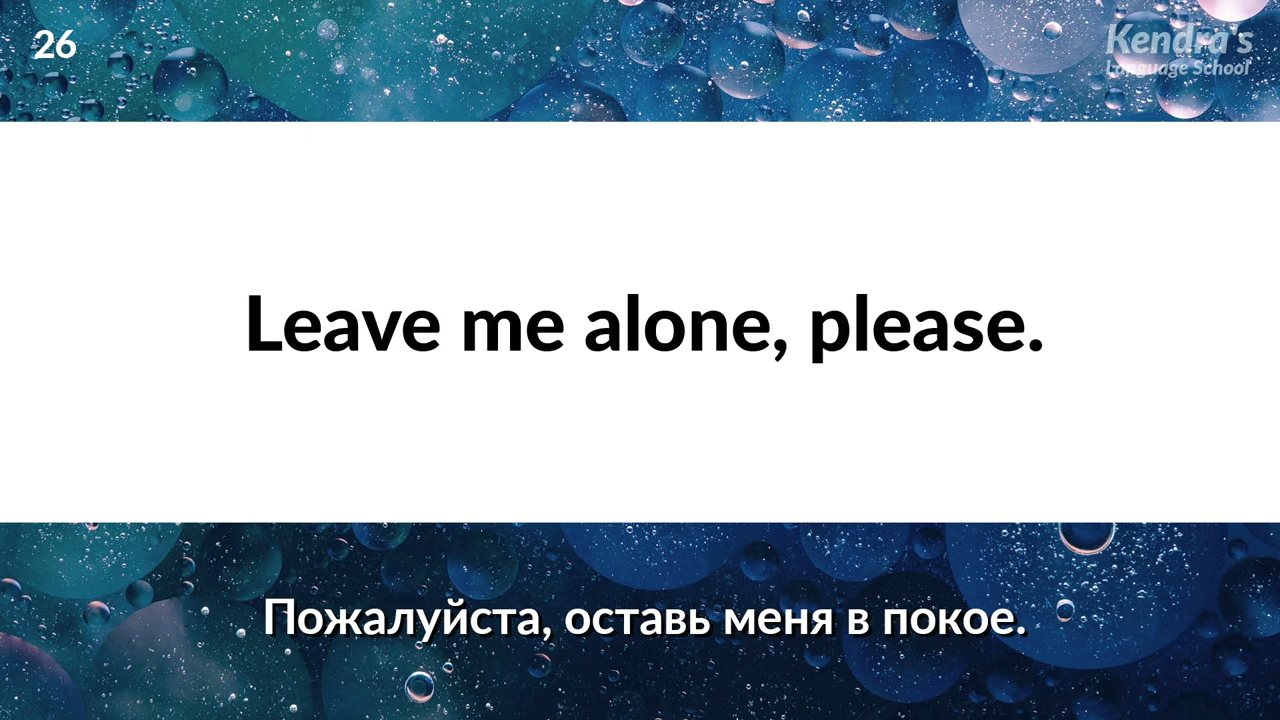 26
Kendra's
Language School
Leave me alone, please.
Пожалуйста, оставь меня в покое.